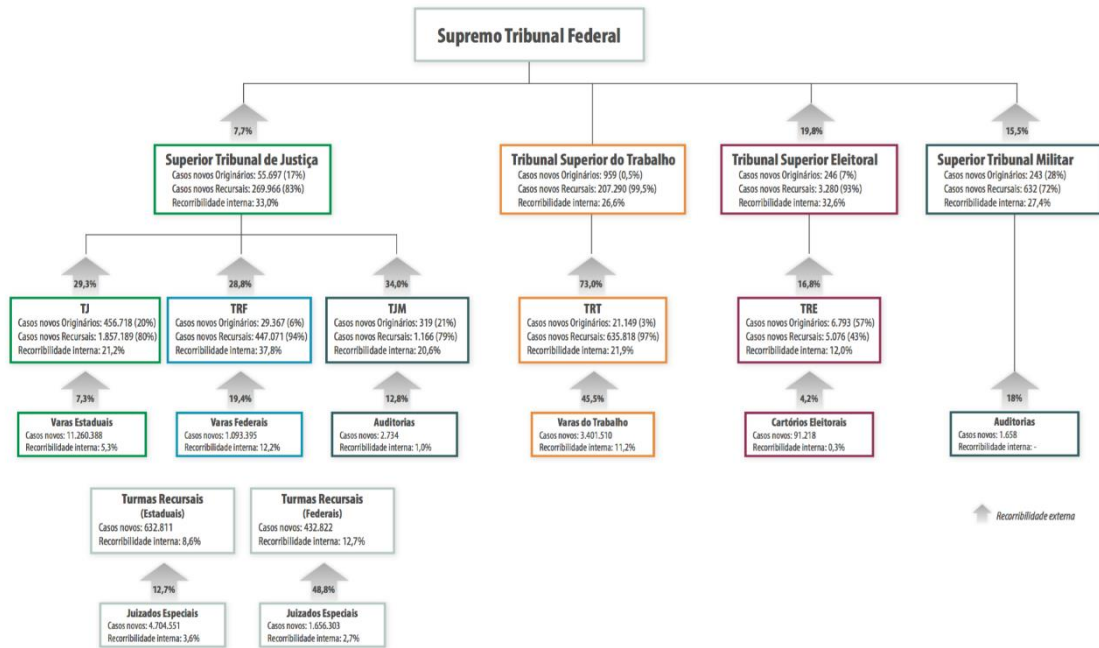 Supremo Tribunal Federal
7,7%
19,8%
15,5%
Superior Tribunal de Justiça
Casos novos Originários: 55.697 (17%)
Casos novos Recursais: 269.966 (83%)
Recorribilidade interna: 33,0%
Tribunal Superior do Trabalho
Casos novos Originários: 959 (0,5%)
Casos novos Recursais: 207.290 (99,5%)
Recorribilidade interna: 26,6%
Tribunal Superior Eleitoral
Casos novos Originários: 246 (7%)
Casos novos Recursais: 3.280 (93%)
Recorribilidade interna: 32,6%
Superior Tribunal Militar
Casos novos Originários: 243 (28%)
Casos novos Recursais: 632 (72%)
Recorribilidade interna: 27,4%
29,3%
28,8%
34,0%
73,0%
16,8%
TJ
Casos novos Originários: 456.718 (20%)
Casos novos Recursais: 1.857.189 (80%)
Recorribilidade interna: 21,2%
TRF
Casos novos Originários: 29.367 (6%)
Casos novos Recursais: 447.071 (94%)
Recorribilidade interna: 37,8%
TJM
Casos novos Originários: 319 (21%)
Casos novos Recursais: 1.166 (79%)
Recorribilidade interna: 20,6%
TRT
Casos novos Originários: 21.149 (3%)
Casos novos Recursais: 635.818 (97%)
Recorribilidade interna: 21,9%
TRE
Casos novos Originários: 6.793 (57%)
Casos novos Recursais: 5.076 (43%)
Recorribilidade interna: 12,0%
7,3%
19,4%
12,8%
45,5%
4,2%
18%
Varas Estaduais
Casos novos: 11.260.388
Recorribilidade interna: 5,3%
Varas Federais
Casos novos: 1.093.395
Recorribilidade interna: 12,2%
Auditorias
Casos novos: 2.734
Recorribilidade interna: 1,0%
Varas do Trabalho
Casos novos: 3.401.510
Recorribilidade interna: 11,2%
Cartórios Eleitorais
Casos novos: 91.218
Recorribilidade interna: 0,3%
Auditorias
Casos novos: 1.658
Recorribilidade interna: -
Turmas Recursais
(Estaduais)
Casos novos: 632.811
Recorribilidade interna: 8,6%
Turmas Recursais
(Federais)
Casos novos: 432.822
Recorribilidade interna: 12,7%
Recorribilidade externa
12,7%
48,8%
Juizados Especiais
Casos novos: 4.704.551
Recorribilidade interna: 3,6%
Juizados Especiais
Casos novos: 1.656.303
Recorribilidade interna: 2,7%